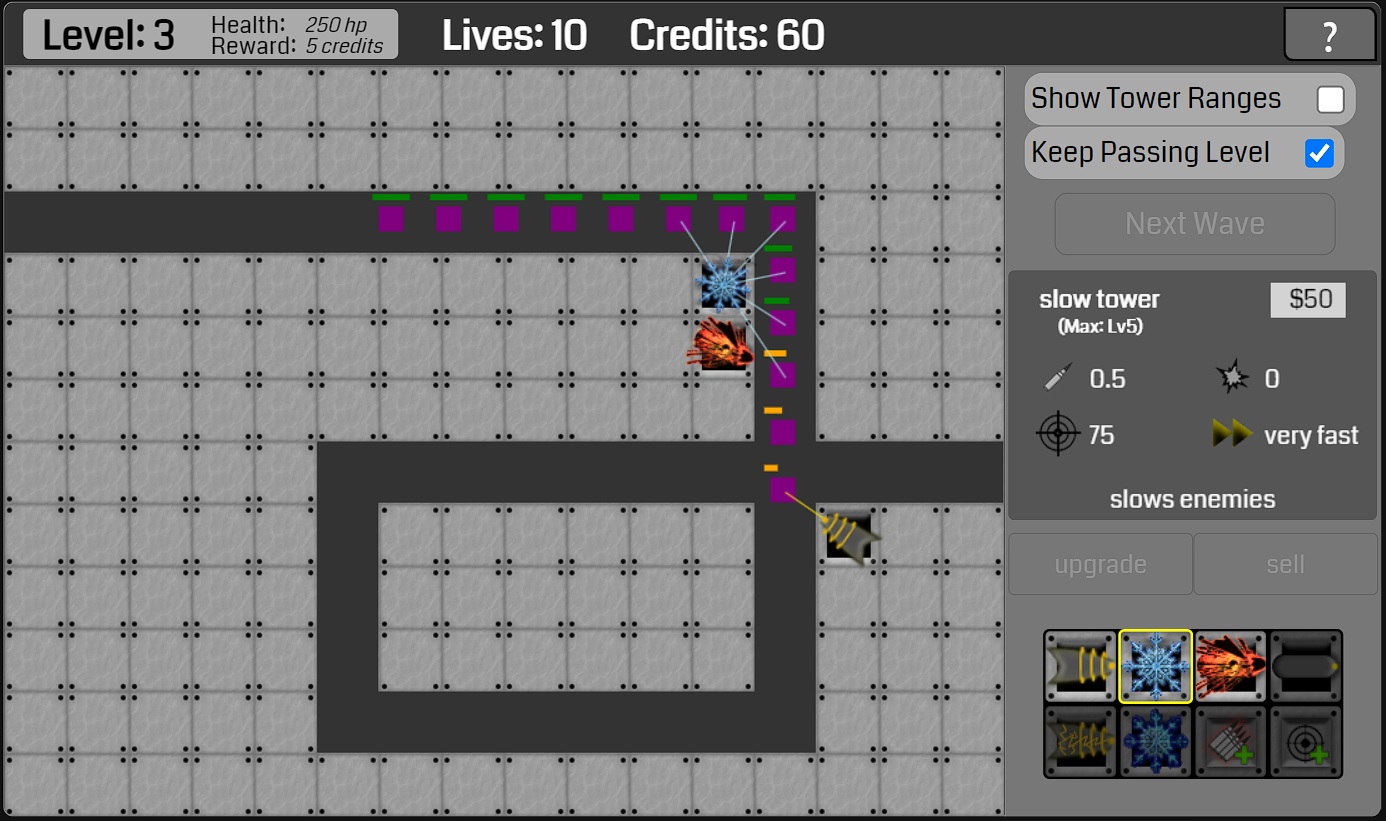 Level: 3
Health: 250 hp
Reward: 5 credits
Lives: 10
Credits: 60
?
Show Tower Ranges
Keep Passing Level
Next Wave
slow tower
$50
(Max: Lv5)
0.5
0
75
very fast
slows enemies
upgrade
sell